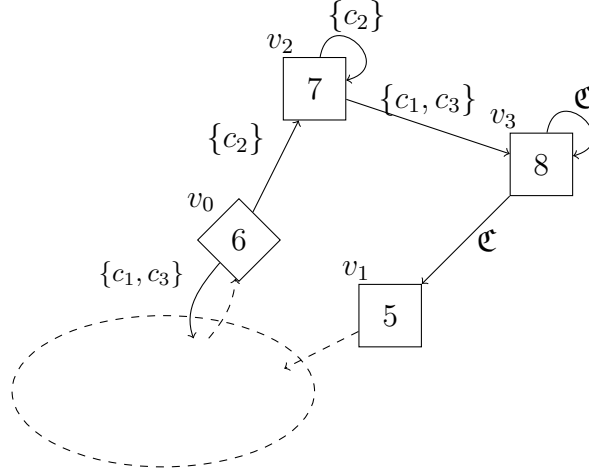 {c₂}
v₂
7
{c₁, c₃}
ℭ
v₃
8
{c₂}
v₀
6
ℭ
{c₁, c₃}
v₁
5